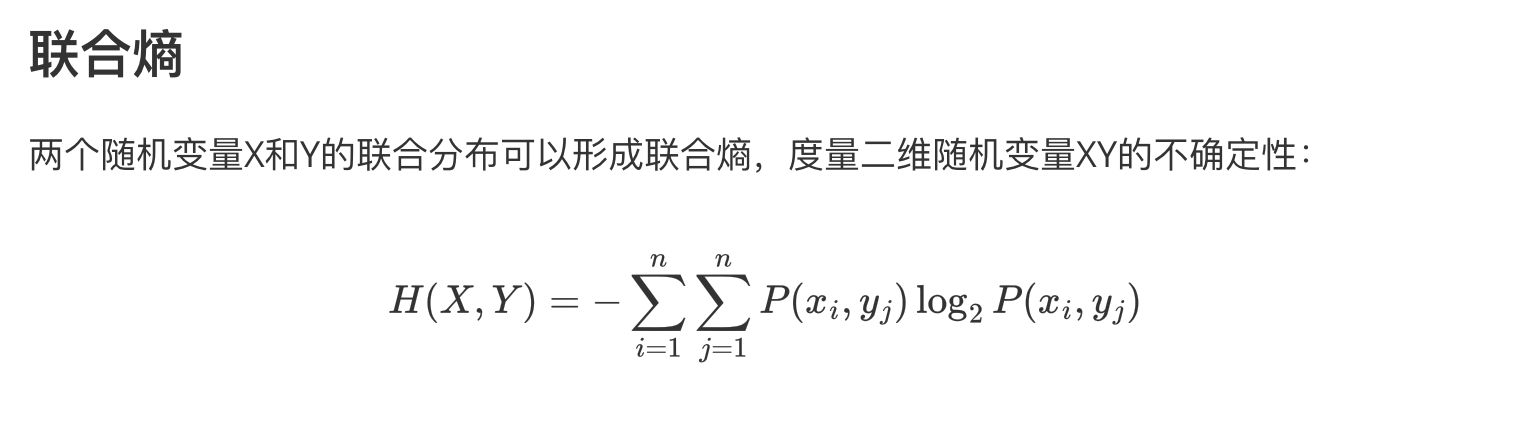 联合熵
两个随机变量X和Y的联合分布可以形成联合熵，度量二维随机变量XY的不确定性：
$$H(X,Y) = -\sum_{i=1}^{n}\sum_{j=1}^{n} P(x_i, y_j)\log_2 P(x_i, y_j)$$